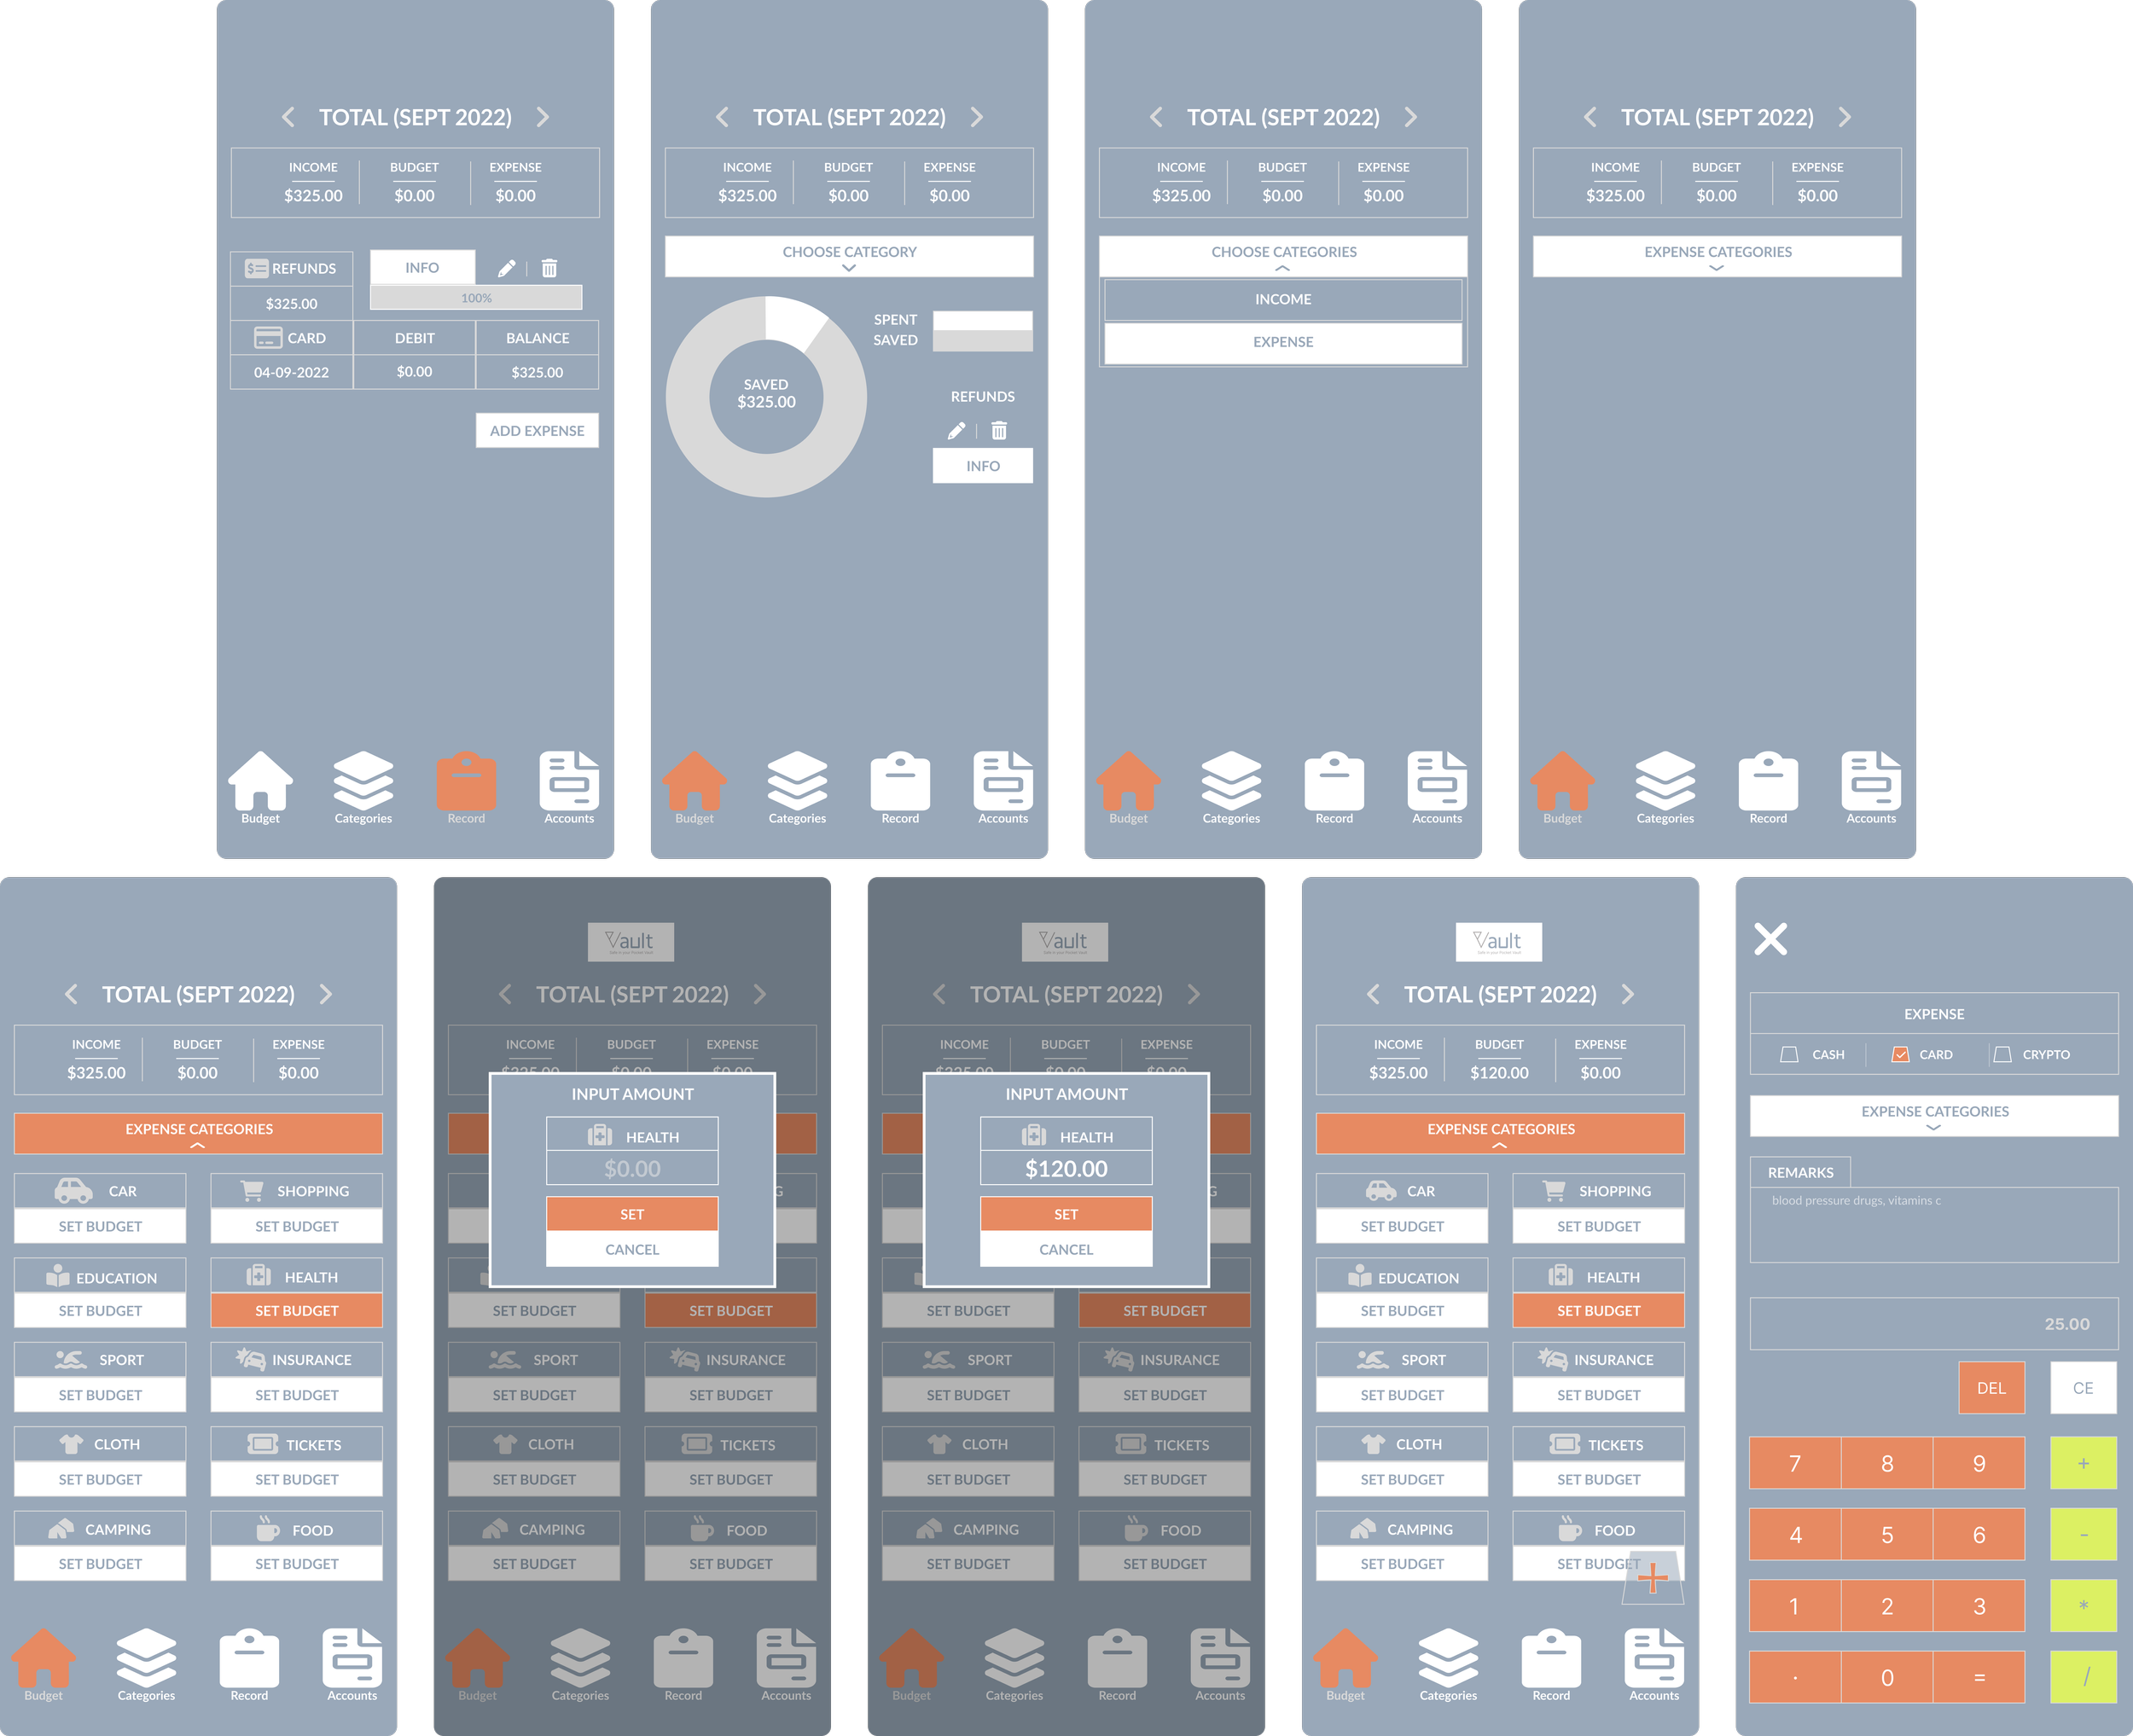 TOTAL (SEPT 2022)
INCOME BUDGET EXPENSE
$325.00 $0.00 $0.00
REFUNDS INFO
100%
$325.00
CARD DEBIT BALANCE
04-09-2022 $0.00 $325.00
ADD EXPENSE
Budget Categories Record Accounts
TOTAL (SEPT 2022)
INCOME BUDGET EXPENSE
$325.00 $0.00 $0.00
CHOOSE CATEGORY
SPENT
SAVED
SAVED
$325.00
REFUNDS
INFO
Budget Categories Record Accounts
TOTAL (SEPT 2022)
INCOME BUDGET EXPENSE
$325.00 $0.00 $0.00
CHOOSE CATEGORIES
INCOME
EXPENSE
Budget Categories Record Accounts
TOTAL (SEPT 2022)
INCOME BUDGET EXPENSE
$325.00 $0.00 $0.00
EXPENSE CATEGORIES
Budget Categories Record Accounts
TOTAL (SEPT 2022)
INCOME BUDGET EXPENSE
$325.00 $0.00 $0.00
EXPENSE CATEGORIES
CAR SHOPPING
SET BUDGET SET BUDGET
EDUCATION HEALTH
SET BUDGET SET BUDGET
SPORT INSURANCE
SET BUDGET SET BUDGET
CLOTH TICKETS
SET BUDGET SET BUDGET
CAMPING FOOD
SET BUDGET SET BUDGET
Budget Categories Record Accounts
Vault
TOTAL (SEPT 2022)
INCOME BUDGET EXPENSE
$325.00 $0.00 $0.00
INPUT AMOUNT
HEALTH
$0.00
SET
CANCEL
SET BUDGET SET BUDGET
SPORT INSURANCE
SET BUDGET SET BUDGET
CLOTH TICKETS
SET BUDGET SET BUDGET
CAMPING FOOD
SET BUDGET SET BUDGET
Budget Categories Record Accounts
Vault
TOTAL (SEPT 2022)
INCOME BUDGET EXPENSE
$325.00 $0.00 $0.00
INPUT AMOUNT
HEALTH
$120.00
SET
CANCEL
SET BUDGET SET BUDGET
SPORT INSURANCE
SET BUDGET SET BUDGET
CLOTH TICKETS
SET BUDGET SET BUDGET
CAMPING FOOD
SET BUDGET SET BUDGET
Budget Categories Record Accounts
Vault
TOTAL (SEPT 2022)
INCOME BUDGET EXPENSE
$325.00 $120.00 $0.00
EXPENSE CATEGORIES
CAR SHOPPING
SET BUDGET SET BUDGET
EDUCATION HEALTH
SET BUDGET SET BUDGET
SPORT INSURANCE
SET BUDGET SET BUDGET
CLOTH TICKETS
SET BUDGET SET BUDGET
CAMPING FOOD
SET BUDGET SET BUDGET
Budget Categories Record Accounts
EXPENSE
CASH CARD CRYPTO
EXPENSE CATEGORIES
REMARKS
blood pressure drugs, vitamins c
25.00
DEL CE
7 8 9 +
4 5 6 -
1 2 3 *
. 0 = /